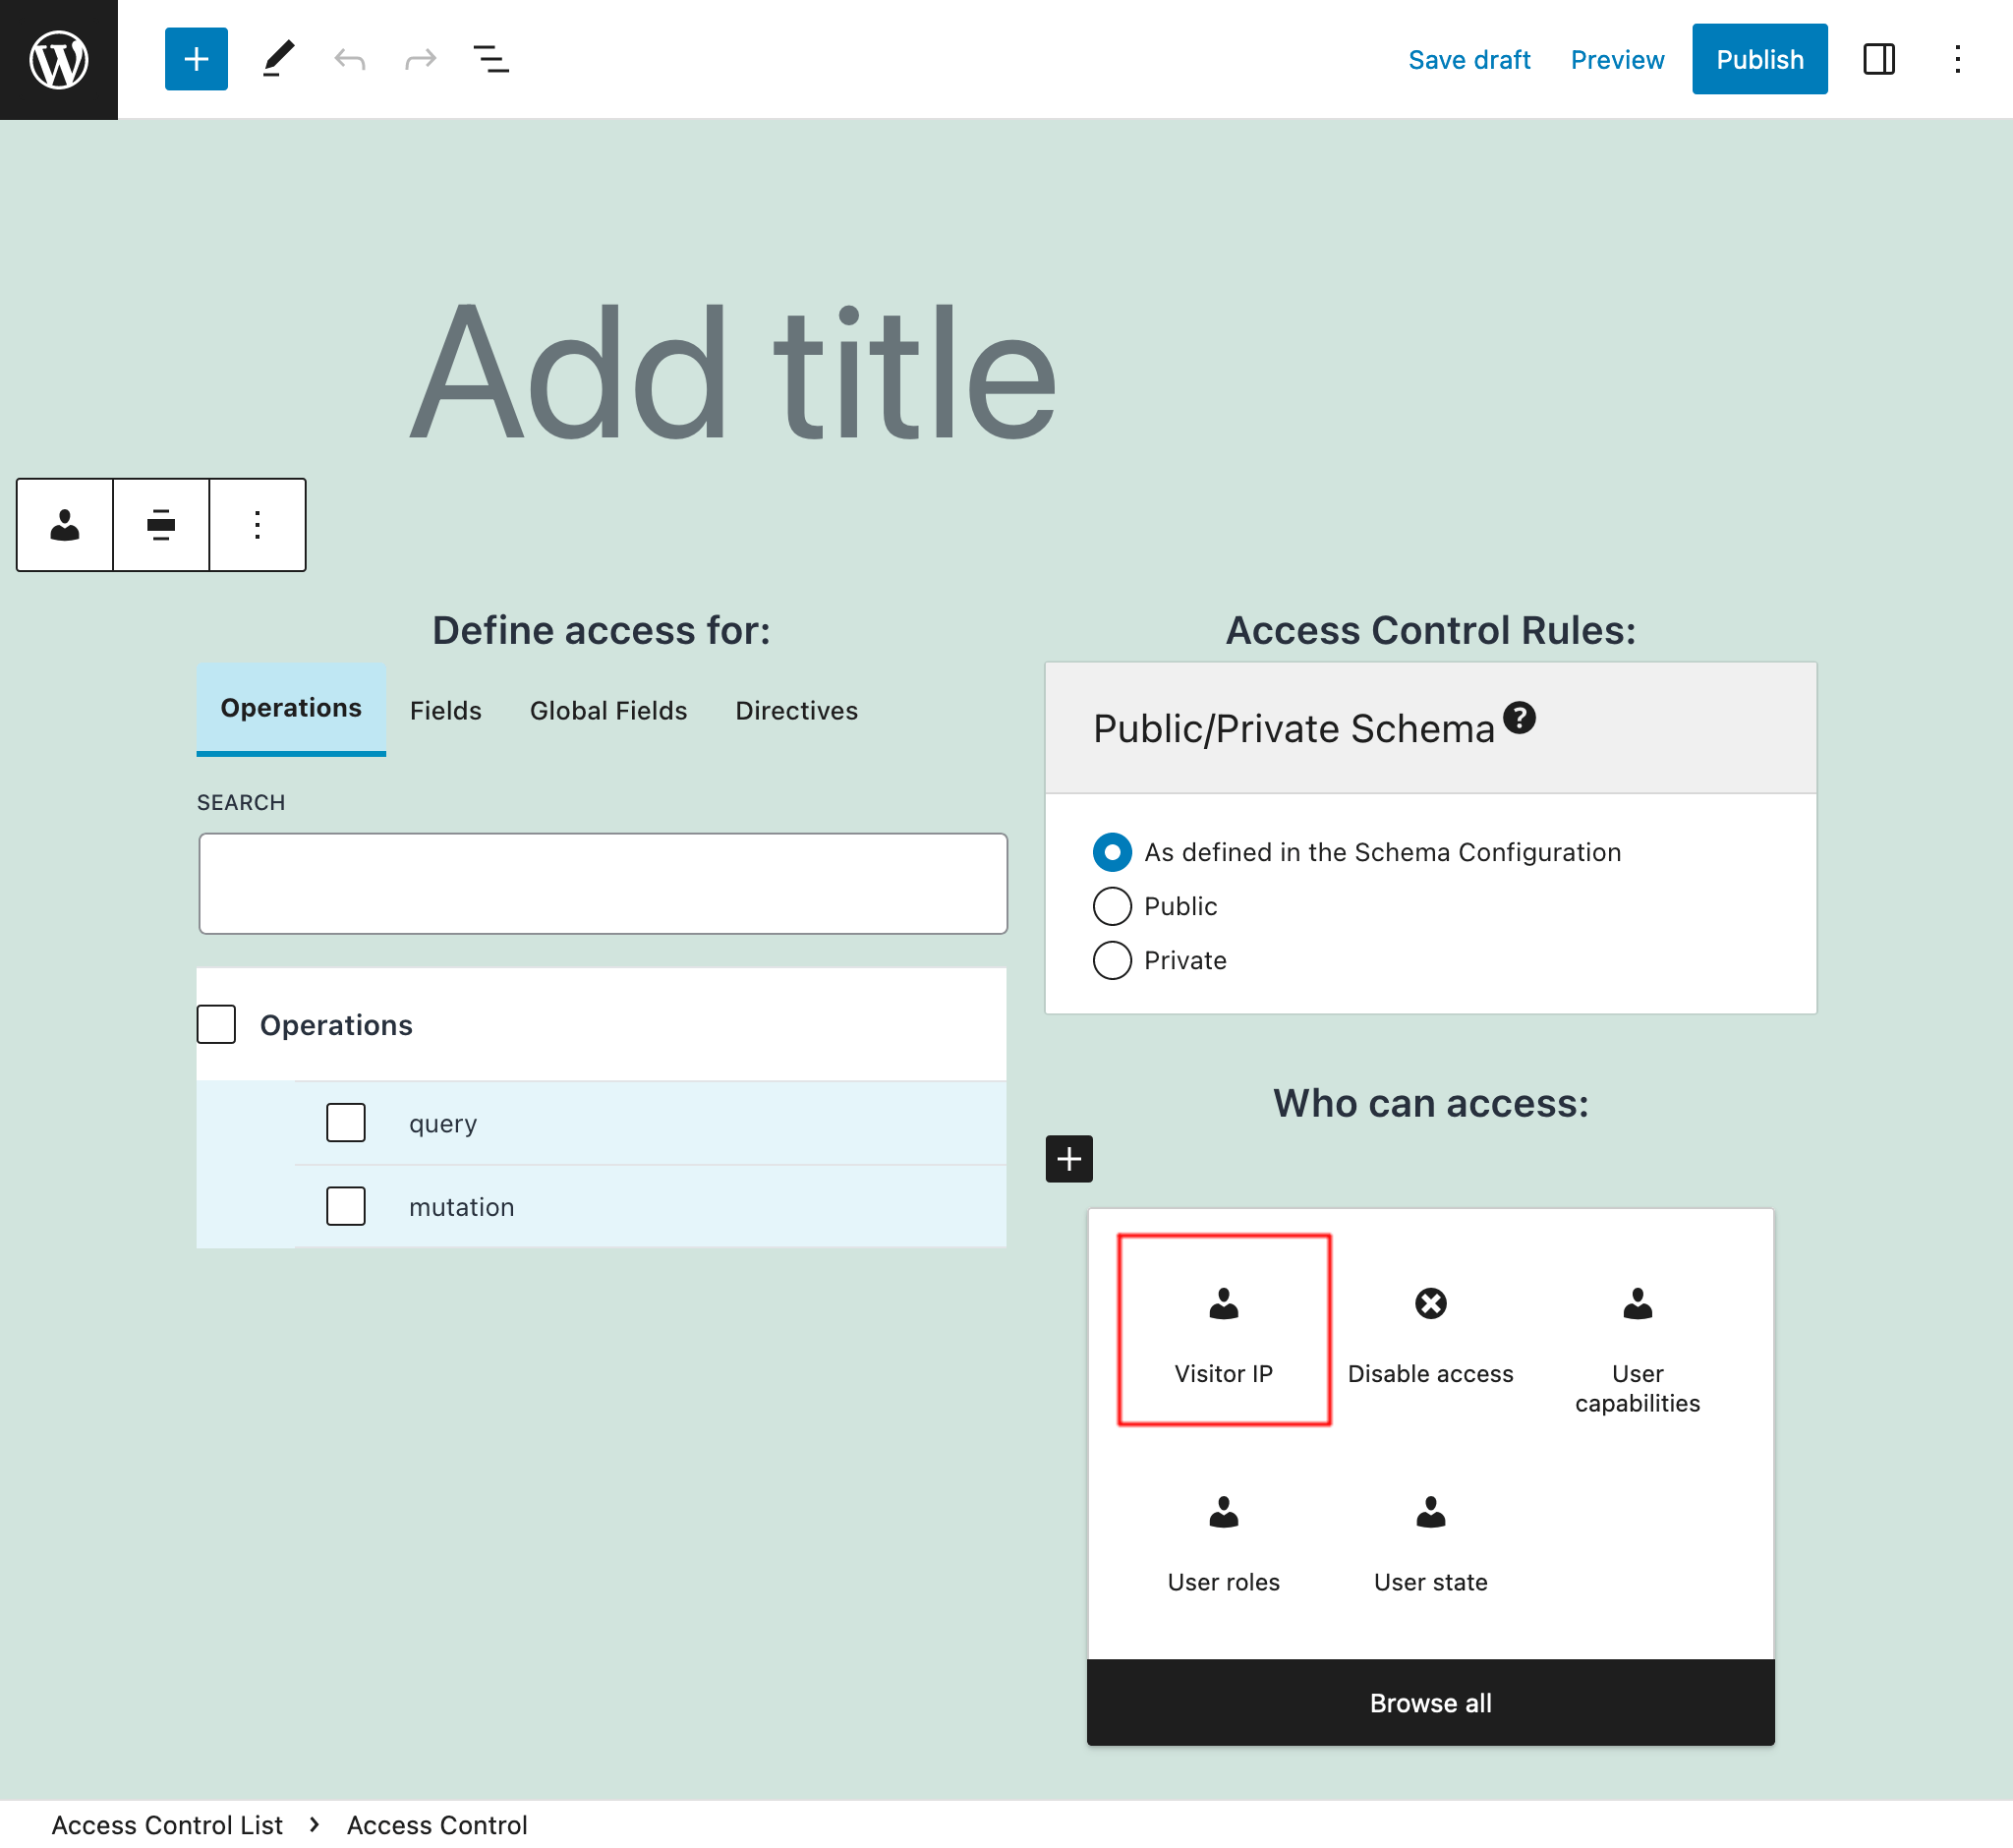 Save draft
Preview
Publish
Add title
Define access for:
Operations
Fields
Global Fields
Directives
SEARCH
Operations
query
mutation
Access Control Rules:
Public/Private Schema
?
As defined in the Schema Configuration
Public
Private
Who can access:
Visitor IP
Disable access
User
capabilities
User roles
User state
Browse all
Access Control List
Access Control